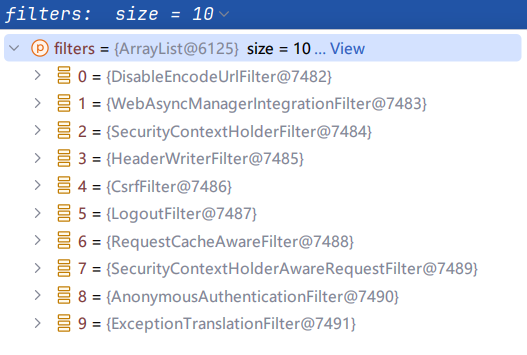 filters:  size = 10
p filters = {ArrayList@6125} size = 10 ... View
0 = {DisableEncodeUrlFilter@7482}
1 = {WebAsyncManagerIntegrationFilter@7483}
2 = {SecurityContextHolderFilter@7484}
3 = {HeaderWriterFilter@7485}
4 = {CsrfFilter@7486}
5 = {LogoutFilter@7487}
6 = {RequestCacheAwareFilter@7488}
7 = {SecurityContextHolderAwareRequestFilter@7489}
8 = {AnonymousAuthenticationFilter@7490}
9 = {ExceptionTranslationFilter@7491}